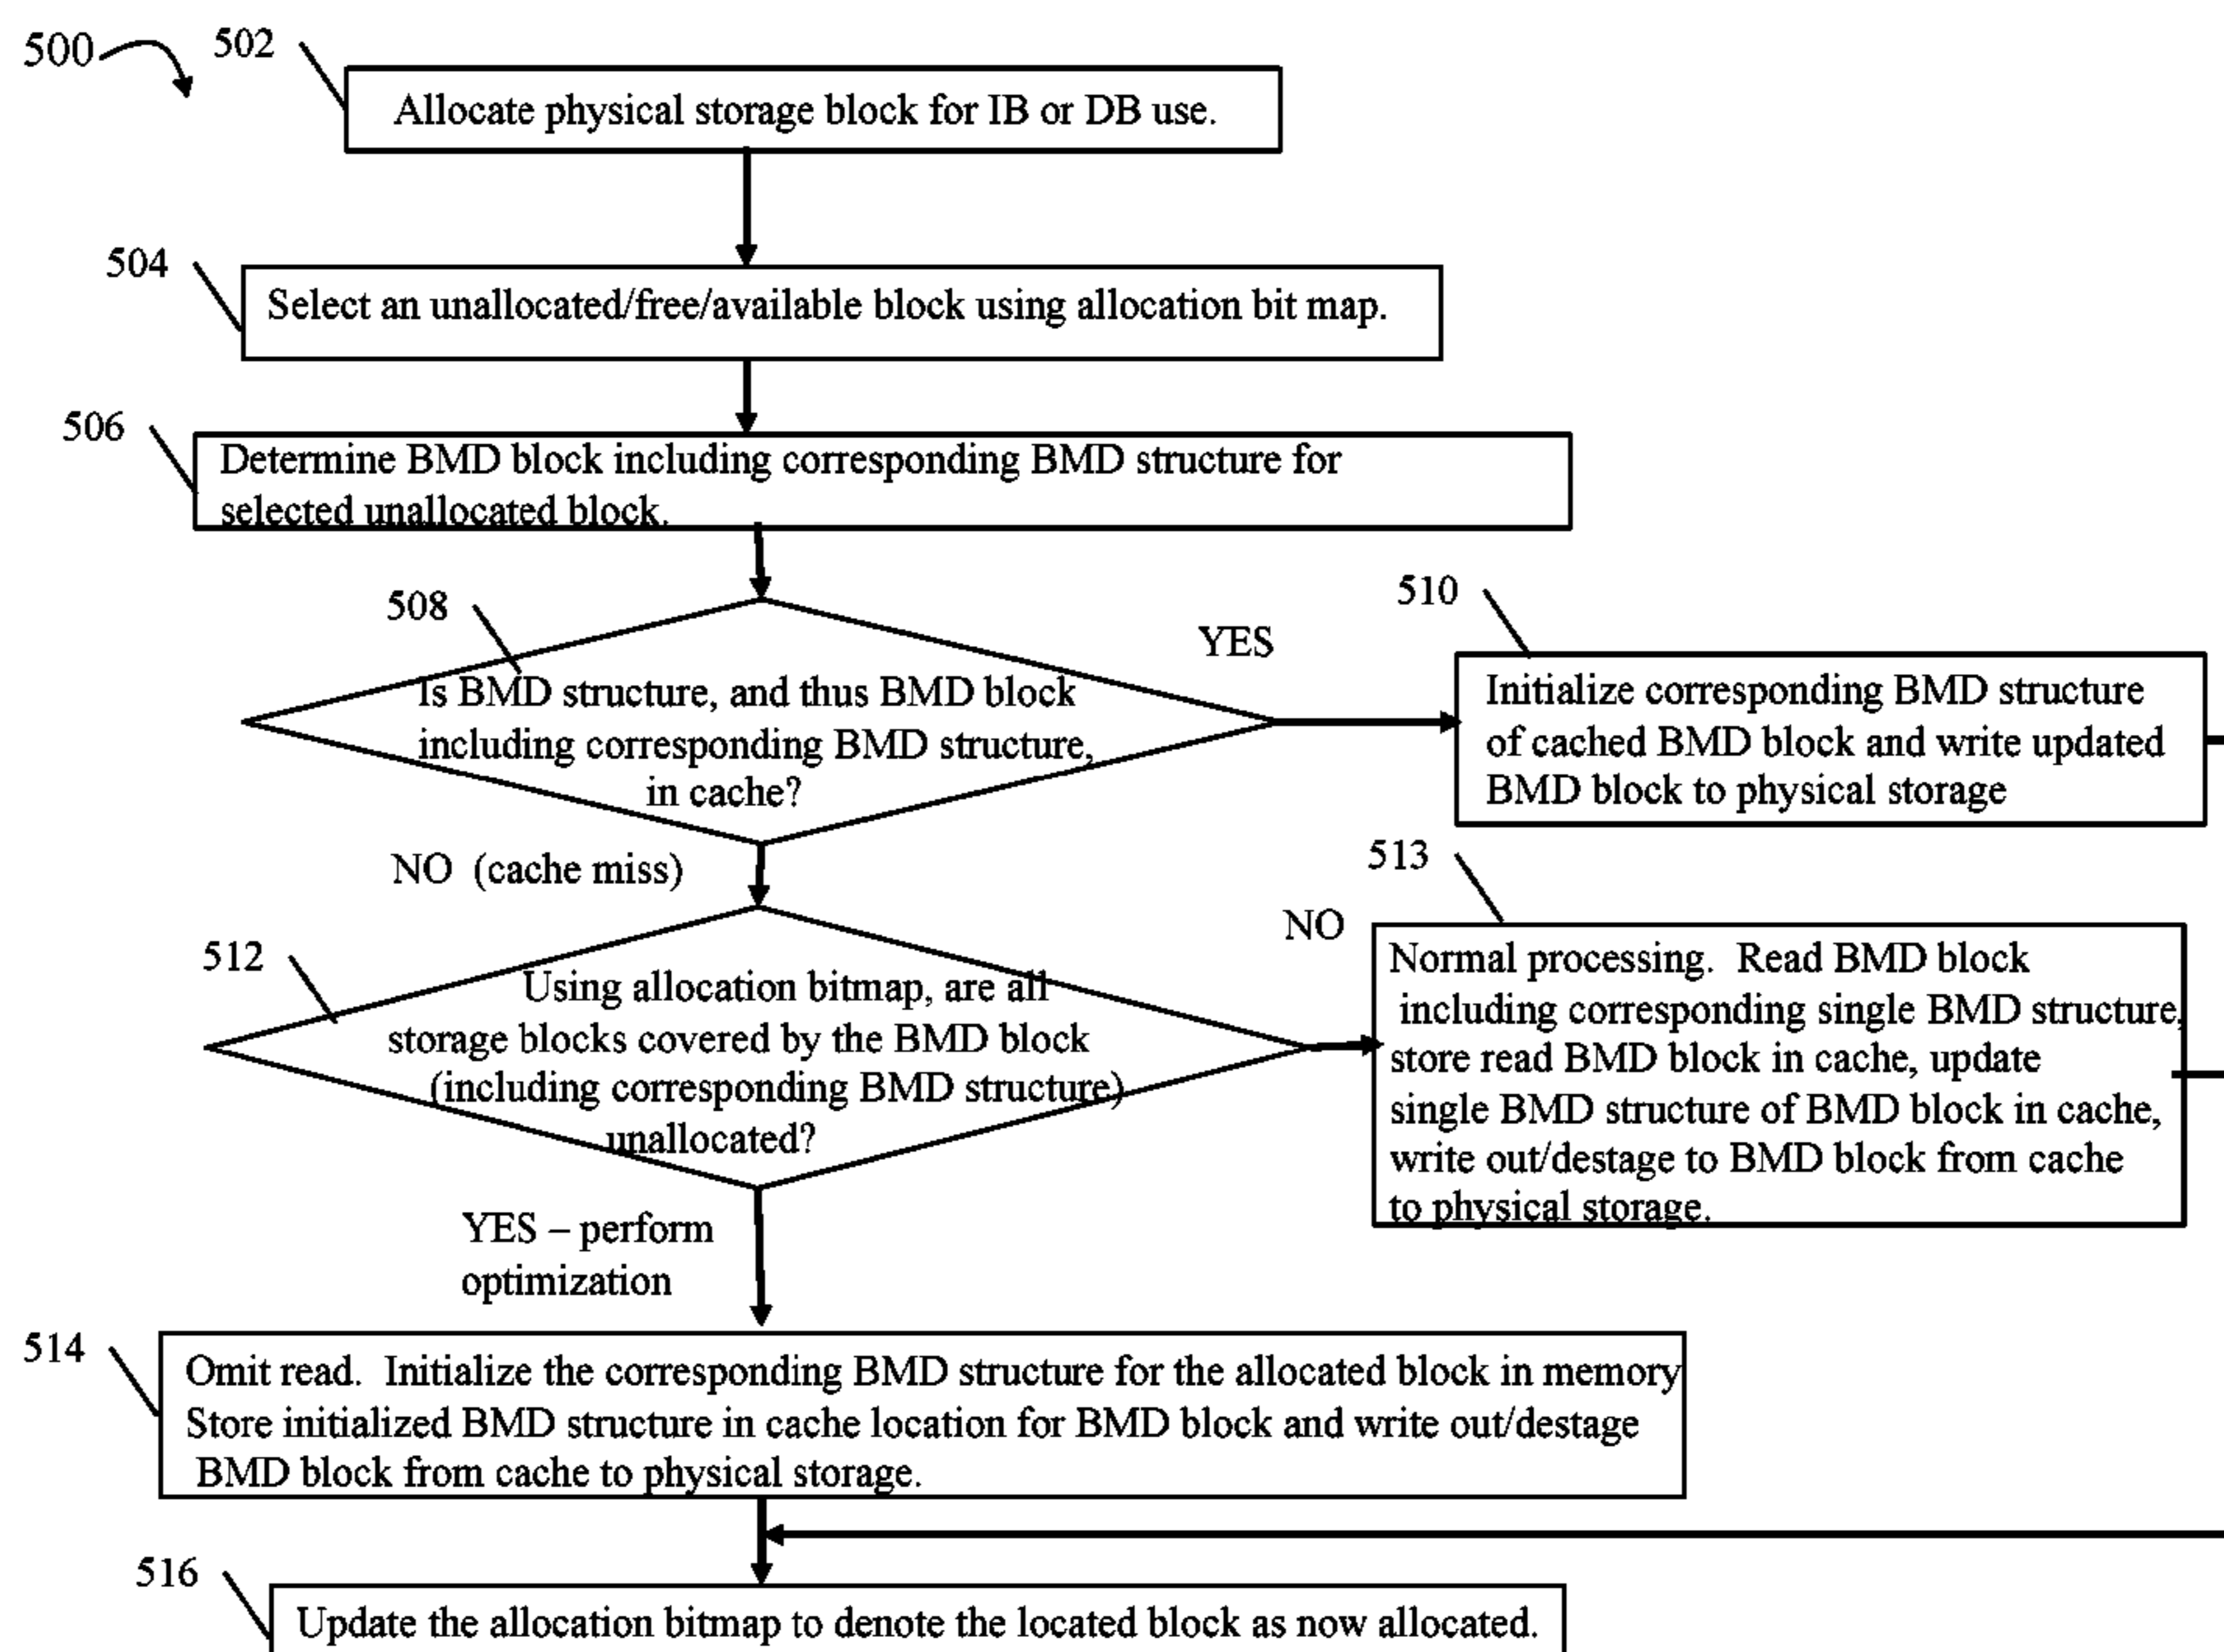 500
502
Allocate physical storage block for IB or DB use.
504
Select an unallocated/free/available block using allocation bit map.
506
Determine BMD block including corresponding BMD structure for
selected unallocated block.
508
Is BMD structure, and thus BMD block
including corresponding BMD structure,
in cache?
YES
510
Initialize corresponding BMD structure
of cached BMD block and write updated
BMD block to physical storage
NO (cache miss)
512
Using allocation bitmap, are all
storage blocks covered by the BMD block
(including corresponding BMD structure)
unallocated?
NO
513
Normal processing. Read BMD block
including corresponding single BMD structure,
store read BMD block in cache, update
single BMD structure of BMD block in cache,
write out/destage to BMD block from cache
to physical storage.
YES – perform
optimization
514
Omit read. Initialize the corresponding BMD structure for the allocated block in memory
Store initialized BMD structure in cache location for BMD block and write out/destage
BMD block from cache to physical storage.
516
Update the allocation bitmap to denote the located block as now allocated.